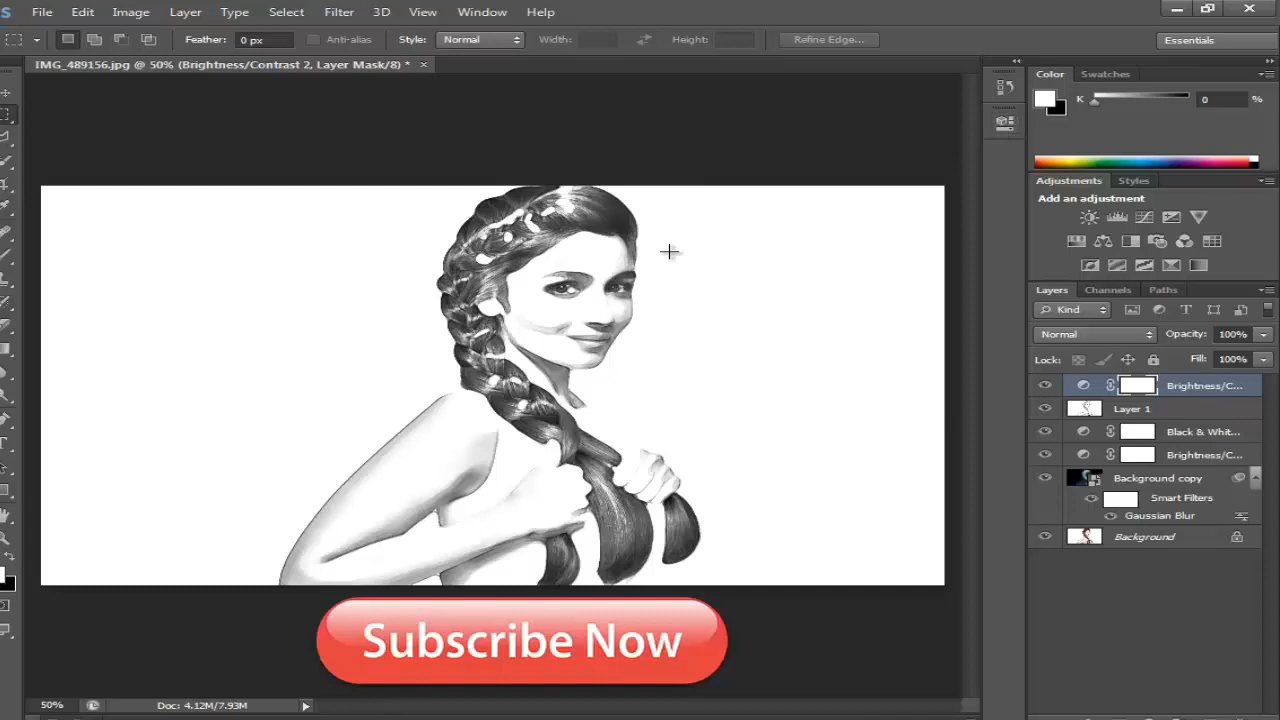 S File Edit Image Layer Type Select Filter 3D View Window Help
Feather: 0 px Anti-alias Style: Normal Width: Height: Refine Edge... Essentials
IMG_489156.jpg @ 50% (Brightness/Contrast 2, Layer Mask/8) * ×
Color Swatches
K 0 %
Adjustments Styles
Add an adjustment
Layers Channels Paths
Kind T
Normal Opacity: 100%
Lock: Fill: 100%
Brightness/C...
Layer 1
Black & Whit...
Brightness/C...
Background copy
Smart Filters
Gaussian Blur
Background
Subscribe Now
50% Doc: 4.12M/7.93M